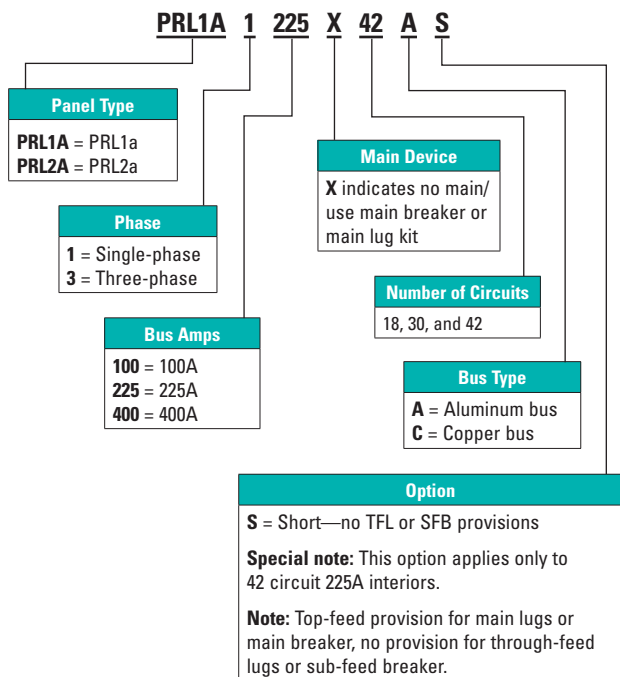 PRL1A 1 225 X 42 A S
Panel Type
PRL1A = PRL1a
PRL2A = PRL2a
Phase
1 = Single-phase
3 = Three-phase
Bus Amps
100 = 100A
225 = 225A
400 = 400A
Main Device
X indicates no main/
use main breaker or
main lug kit
Number of Circuits
18, 30, and 42
Bus Type
A = Aluminum bus
C = Copper bus
Option
S = Short—no TFL or SFB provisions
Special note: This option applies only to
42 circuit 225A interiors.
Note: Top-feed provision for main lugs or
main breaker, no provision for through-feed
lugs or sub-feed breaker.